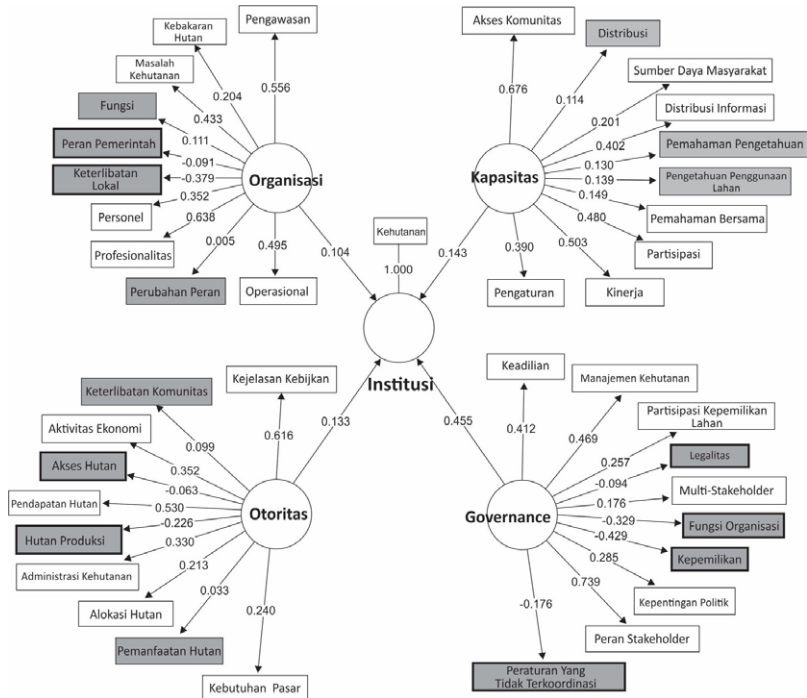 Kebakaran
Hutan
Pengawasan
Masalah
Kehutanan
Fungsi
Peran Pemerintah
Keterlibatan
Lokal
Personel
Profesionalitas
Perubahan Peran
Operasional
0.556
0.204
0.433
0.111
-0.091
-0.379
0.352
0.638
0.005
0.495
Organisasi
0.104
Akses Komunitas
Distribusi
Sumber Daya Masyarakat
Distribusi Informasi
Pemahaman Pengetahuan
Pengetahuan Penggunaan
Lahan
Pemahaman Bersama
Partisipasi
Kinerja
Pengaturan
0.676
0.114
0.201
0.402
0.130
0.139
0.149
0.480
0.503
0.390
Kapasitas
0.143
Kehutanan
1.000
Institusi
Keterlibatan Komunitas
Kejelasan Kebijkan
Aktivitas Ekonomi
Akses Hutan
Pendapatan Hutan
Hutan Produksi
Administrasi Kehutanan
Alokasi Hutan
Pemanfaatan Hutan
Kebutuhan Pasar
0.616
0.099
0.352
-0.063
0.530
-0.226
0.330
0.213
0.033
0.240
Otoritas
0.133
Keadilian
Manajemen Kehutanan
Partisipasi Kepemilikan
Lahan
Legalitas
Multi-Stakeholder
Fungsi Organisasi
Kepemilikan
Kepentingan Politik
Peran Stakeholder
Peraturan Yang
Tidak Terkoordinasi
0.412
0.469
0.257
-0.094
0.176
-0.329
-0.429
0.285
0.739
-0.176
Governance
0.455